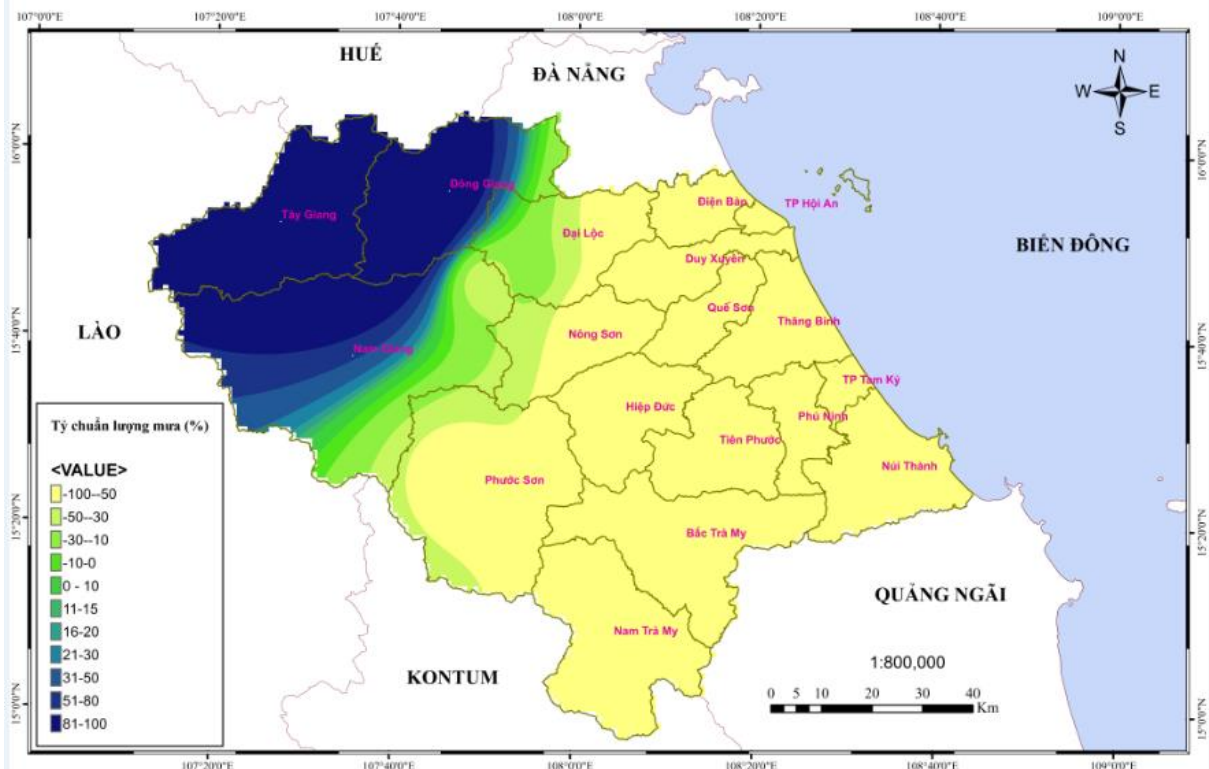 107°0'0"E 107°20'0"E 107°40'0"E 108°0'0"E 108°20'0"E 108°40'0"E 109°0'0"E
HUÉ
ĐÀ NẴNG
N
W E
S
16°0'0"N
16°0'0"N
Đông Giang
Tây Giang
Điện Bàn
TP Hội An
Đại Lộc
BIỂN ĐÔNG
Duy Xuyên
Quế Sơn
Thăng Bình
LÀO
Nông Sơn
Nam Giang
15°40'0"N
15°40'0"N
TP Tam Kỳ
Hiệp Đức
Phú Ninh
Tiên Phước
Núi Thành
Phước Sơn
Bắc Trà My
15°20'0"N
15°20'0"N
QUẢNG NGÃI
Nam Trà My
KONTUM
Tỷ chuẩn lượng mưa (%)
<VALUE>
-100--50
-50--30
-30--10
-10-0
0 - 10
11-15
16-20
21-30
31-50
51-80
81-100
1:800,000
0 5 10 20 30 40
Km
15°0'0"N
15°0'0"N
107°20'0"E 107°40'0"E 108°0'0"E 108°20'0"E 108°40'0"E 109°0'0"E